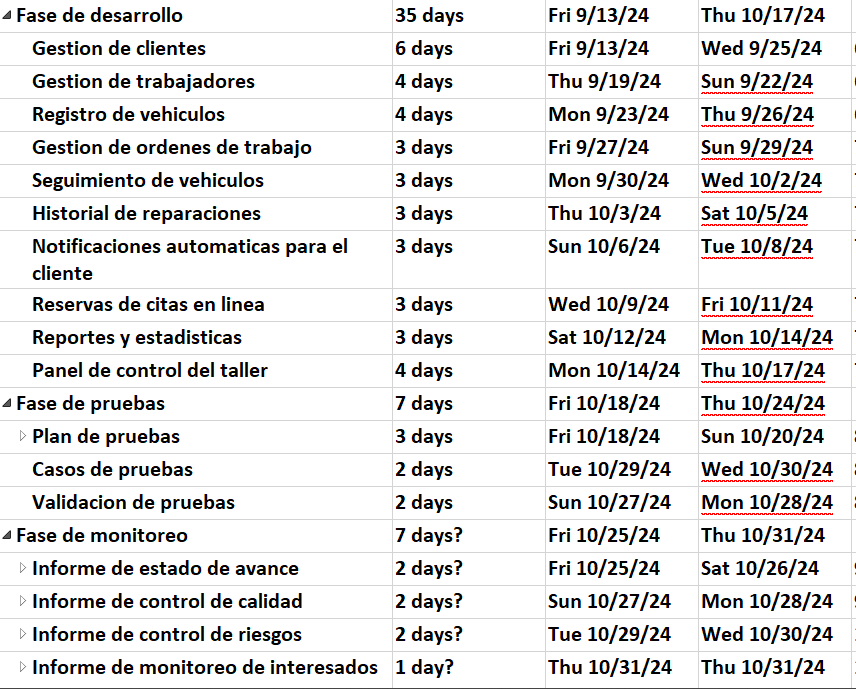 Fase de desarrollo 35 days Fri 9/13/24 Thu 10/17/24
Gestion de clientes 6 days Fri 9/13/24 Wed 9/25/24
Gestion de trabajadores 4 days Thu 9/19/24 Sun 9/22/24
Registro de vehiculos 4 days Mon 9/23/24 Thu 9/26/24
Gestion de ordenes de trabajo 3 days Fri 9/27/24 Sun 9/29/24
Seguimiento de vehiculos 3 days Mon 9/30/24 Wed 10/2/24
Historial de reparaciones 3 days Thu 10/3/24 Sat 10/5/24
Notificaciones automaticas para el 3 days Sun 10/6/24 Tue 10/8/24
cliente
Reservas de citas en linea 3 days Wed 10/9/24 Fri 10/11/24
Reportes y estadisticas 3 days Sat 10/12/24 Mon 10/14/24
Panel de control del taller 4 days Mon 10/14/24 Thu 10/17/24
Fase de pruebas 7 days Fri 10/18/24 Thu 10/24/24
Plan de pruebas 3 days Fri 10/18/24 Sun 10/20/24
Casos de pruebas 2 days Tue 10/29/24 Wed 10/30/24
Validacion de pruebas 2 days Sun 10/27/24 Mon 10/28/24
Fase de monitoreo 7 days? Fri 10/25/24 Thu 10/31/24
Informe de estado de avance 2 days? Fri 10/25/24 Sat 10/26/24
Informe de control de calidad 2 days? Sun 10/27/24 Mon 10/28/24
Informe de control de riesgos 2 days? Tue 10/29/24 Wed 10/30/24
Informe de monitoreo de interesados 1 day? Thu 10/31/24 Thu 10/31/24